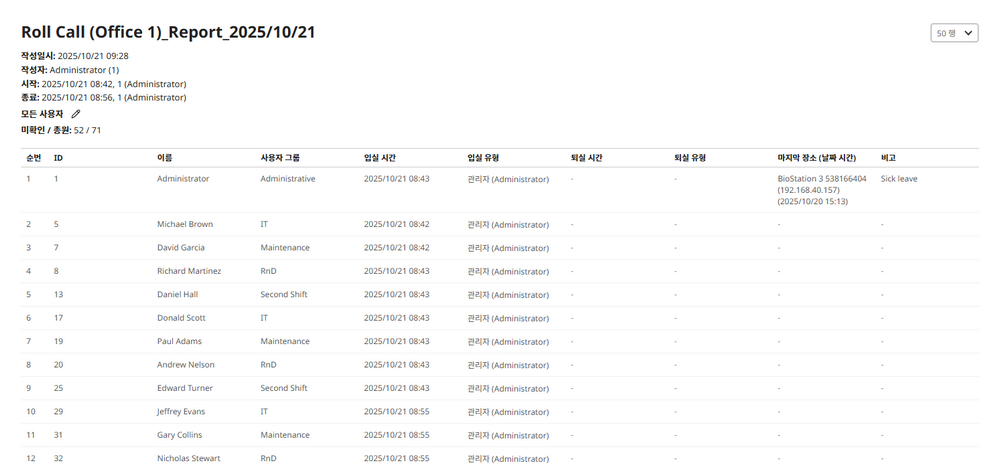 Roll Call (Office 1)_Report_2025/10/21
50 행
작성일시: 2025/10/21 09:28
작성자: Administrator (1)
시작: 2025/10/21 08:42, 1 (Administrator)
종료: 2025/10/21 08:56, 1 (Administrator)
모든 사용자
미확인 / 총원: 52 / 71
순번 ID 이름 사용자 그룹 입실 시간 입실 유형 퇴실 시간 퇴실 유형 마지막 장소 (날짜 시간) 비고
1 1 Administrator Administrative 2025/10/21 08:43 관리자 (Administrator) - - BioStation 3 538166404 Sick leave
(192.168.40.157)
(2025/10/20 15:13)
2 5 Michael Brown IT 2025/10/21 08:42 관리자 (Administrator) - - - -
3 7 David Garcia Maintenance 2025/10/21 08:42 관리자 (Administrator) - - - -
4 8 Richard Martinez RnD 2025/10/21 08:43 관리자 (Administrator) - - - -
5 13 Daniel Hall Second Shift 2025/10/21 08:43 관리자 (Administrator) - - - -
6 17 Donald Scott IT 2025/10/21 08:43 관리자 (Administrator) - - - -
7 19 Paul Adams Maintenance 2025/10/21 08:43 관리자 (Administrator) - - - -
8 20 Andrew Nelson RnD 2025/10/21 08:43 관리자 (Administrator) - - - -
9 25 Edward Turner Second Shift 2025/10/21 08:43 관리자 (Administrator) - - - -
10 29 Jeffrey Evans IT 2025/10/21 08:55 관리자 (Administrator) - - - -
11 31 Gary Collins Maintenance 2025/10/21 08:55 관리자 (Administrator) - - - -
12 32 Nicholas Stewart RnD 2025/10/21 08:55 관리자 (Administrator) - - - -